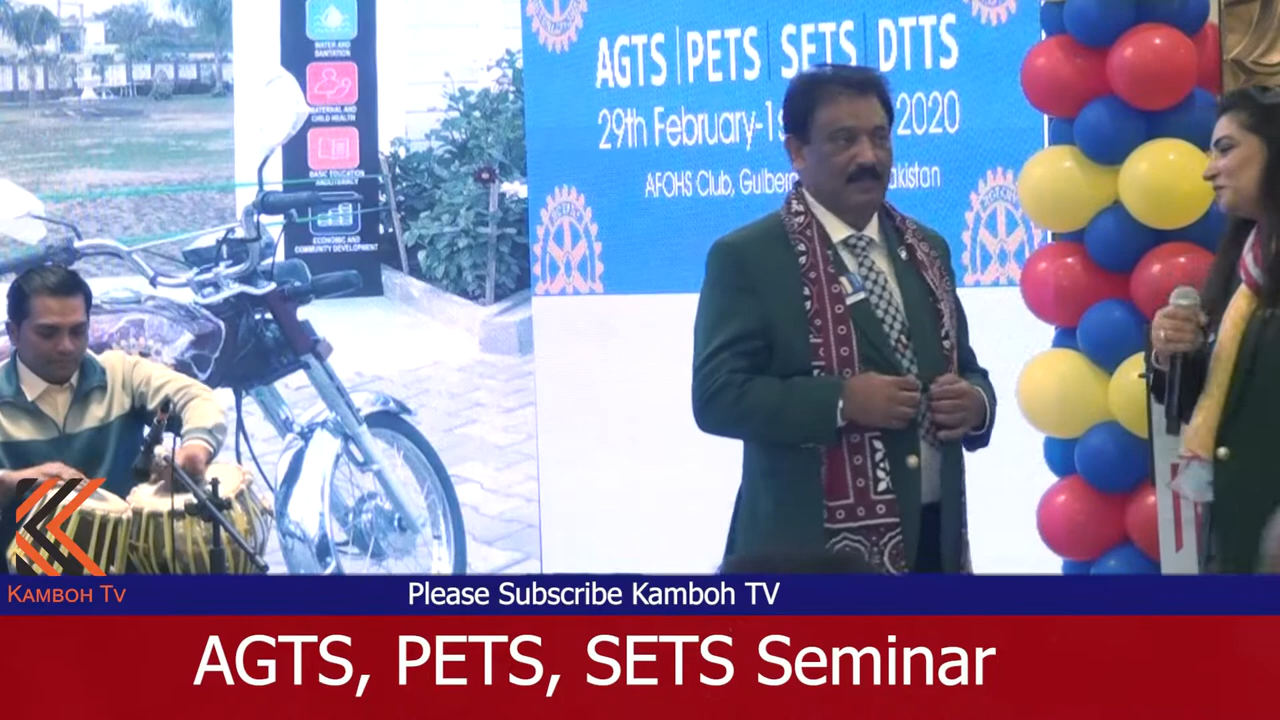 WATER AND
SANITATION
MATERNAL AND
CHILD HEALTH
BASIC EDUCATION
AND LITERACY
ECONOMIC AND
COMMUNITY DEVELOPMENT
AGTS | PETS | SETS | DTTS
29th February-1s 2020
AFOHS Club, Gulber akistan
Kamboh Tv
Please Subscribe Kamboh TV
AGTS, PETS, SETS Seminar